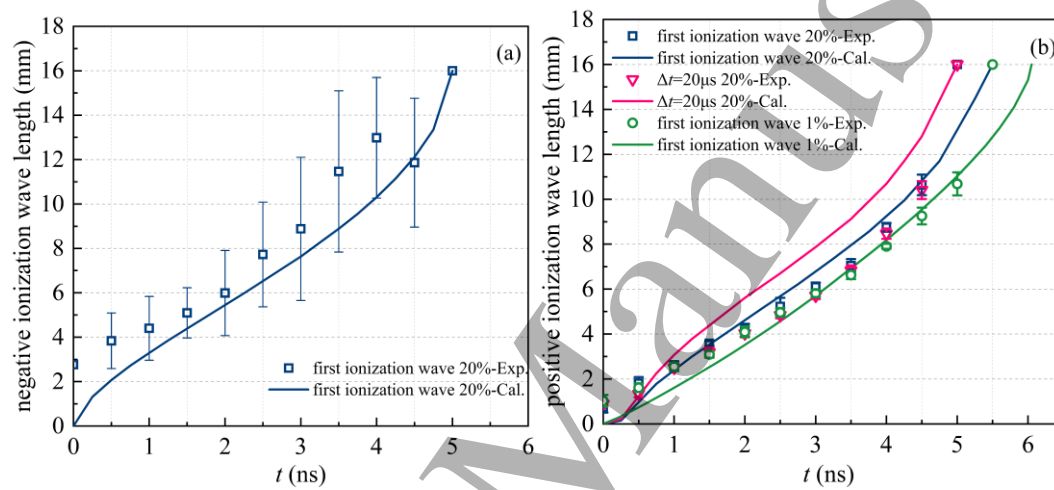 18
16
14
12
10
8
6
4
2
0
negative ionization wave length (mm)
(a)
first ionization wave 20%-Exp.
first ionization wave 20%-Cal.
0 1 2 3 4 5 6
t (ns)
18
16
14
12
10
8
6
4
2
0
positive ionization wave length (mm)
first ionization wave 20%-Exp.
(b)
first ionization wave 20%-Cal.
Δt=20μs 20%-Exp.
Δt=20μs 20%-Cal.
first ionization wave 1%-Exp.
first ionization wave 1%-Cal.
0 1 2 3 4 5 6
t (ns)
Manus